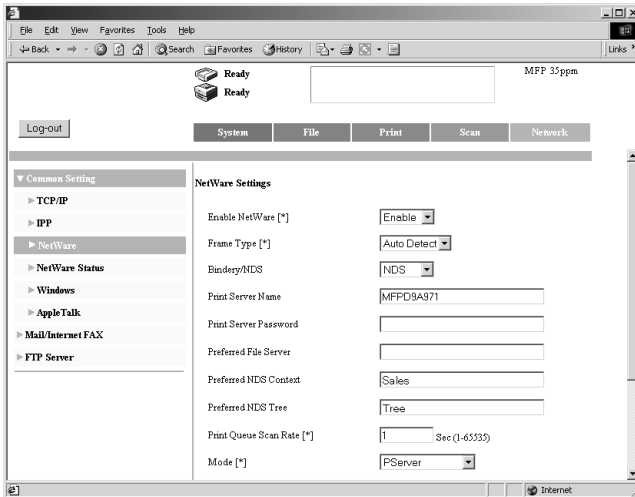 File Edit View Favorites Tools Help
Back Search Favorites History Links »
Ready
Ready
MFP 35ppm
Log-out
System File Print Scan Network
Common Setting
TCP/IP
IPP
NetWare
NetWare Status
Windows
AppleTalk
Mail/Internet FAX
FTP Server
NetWare Settings
Enable NetWare [*] Enable
Frame Type [*] Auto Detect
Bindery/NDS NDS
Print Server Name MFPD9A971
Print Server Password
Preferred File Server
Preferred NDS Context Sales
Preferred NDS Tree Tree
Print Queue Scan Rate [*] 1 Sec (1-65535)
Mode [*] PServer
Internet